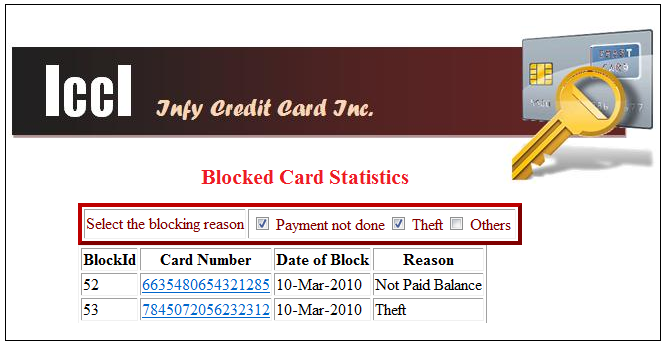 Iccl Infy Credit Card Inc.
SMART
CARD
Blocked Card Statistics
Select the blocking reason Payment not done Theft Others
BlockId Card Number Date of Block Reason
52 6635480654321285 10-Mar-2010 Not Paid Balance
53 7845072056232312 10-Mar-2010 Theft